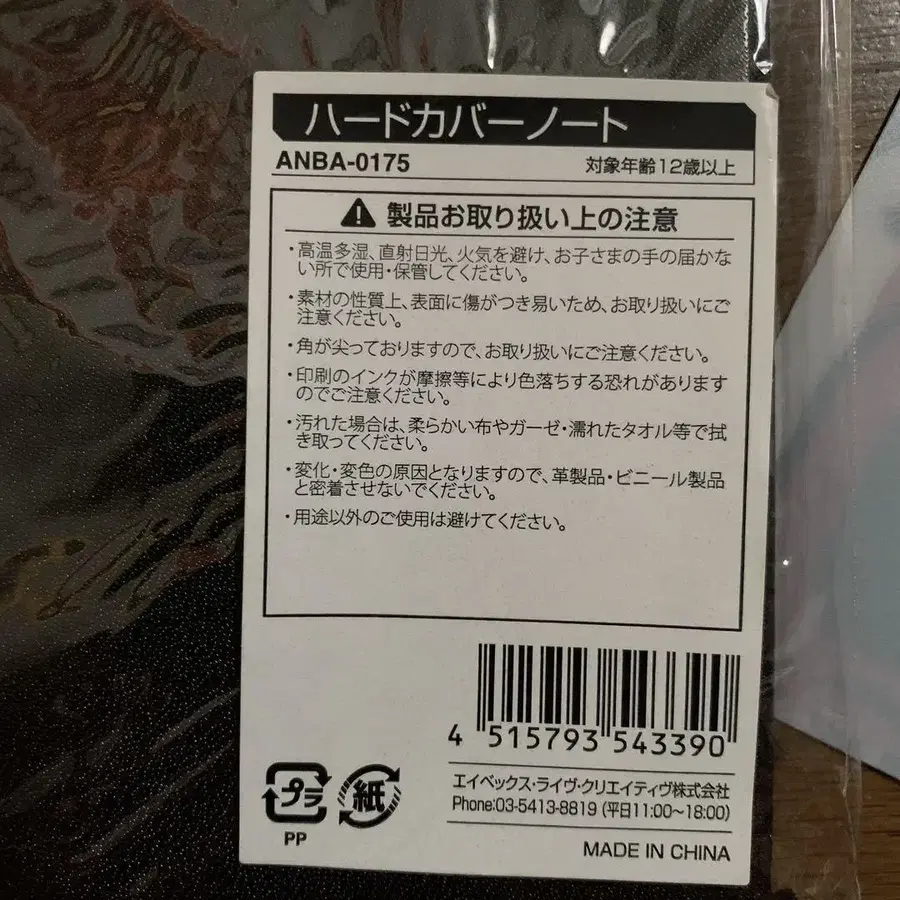 ハードカバーノート
ANBA-0175 対象年齢12歳以上
製品お取り扱い上の注意
・高温多湿、直射日光、火気を避け、お子さまの手の届かな
い所で使用・保管してください。
・素材の性質上、表面に傷がつき易いため、お取り扱いにご
注意ください。
・角が尖っておりますので、お取り扱いにご注意ください。
・印刷のインクが摩擦等により色落ちする恐れがあります
のでご注意ください。
・汚れた場合は、柔らかい布やガーゼ・濡れたタオル等で拭
き取ってください。
・変化・変色の原因となりますので、革製品・ビニール製品
と密着させないでください。
・用途以外のご使用は避けてください。
4 515793 543390
プラ 紙
PP
エイベックス・ライヴ・クリエイティヴ株式会社
Phone:03-5413-8819 (平日11:00~18:00)
MADE IN CHINA